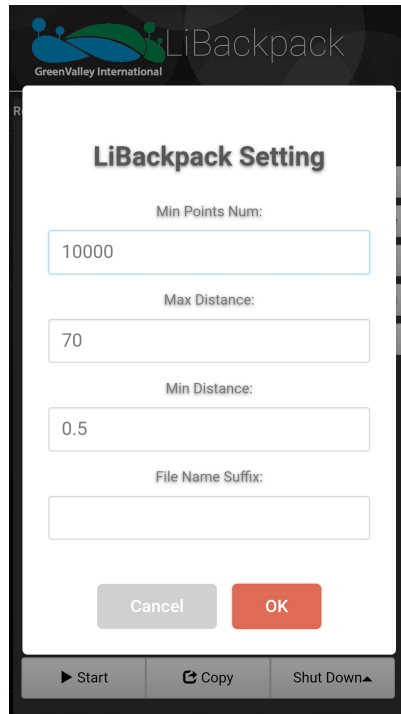 LiBackpack
GreenValley International
R
LiBackpack Setting
Min Points Num:
10000
Max Distance:
70
Min Distance:
0.5
File Name Suffix:
Cancel OK
Start Copy Shut Down